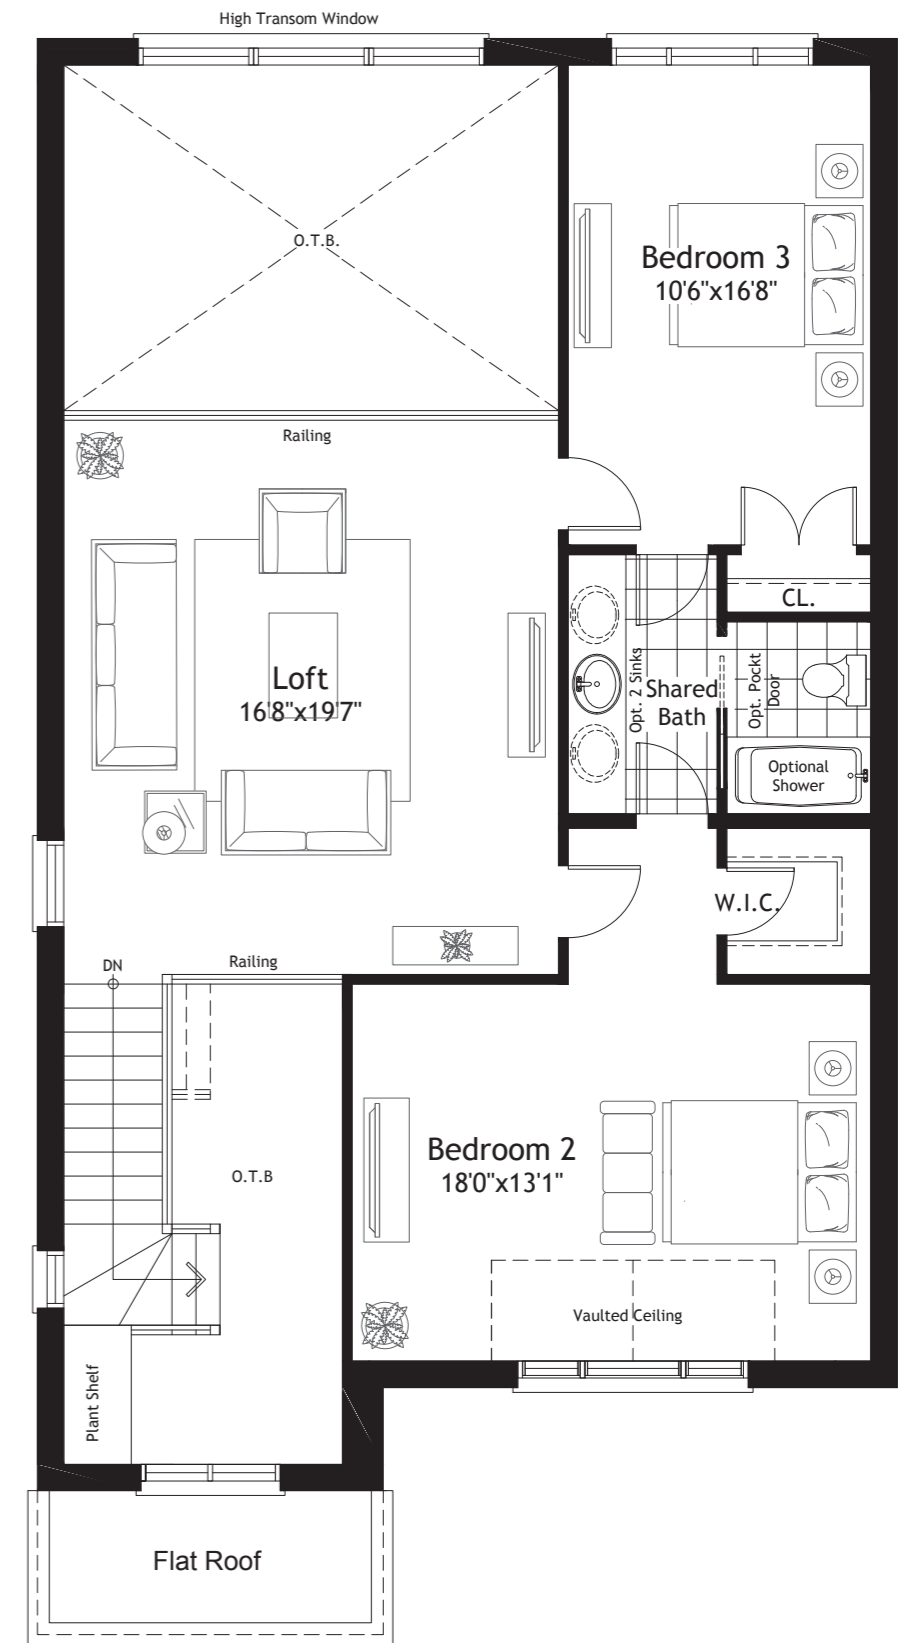 High Transom Window
O.T.B.
Bedroom 3
10'6"x16'8"
Railing
CL.
Loft
16'8"x19'7"
Opt. 2 Sinks
Shared
Bath
Opt. Pockt
Door
Optional
Shower
W.I.C.
DN
Railing
O.T.B
Bedroom 2
18'0"x13'1"
Vaulted Ceiling
Plant Shelf
Flat Roof